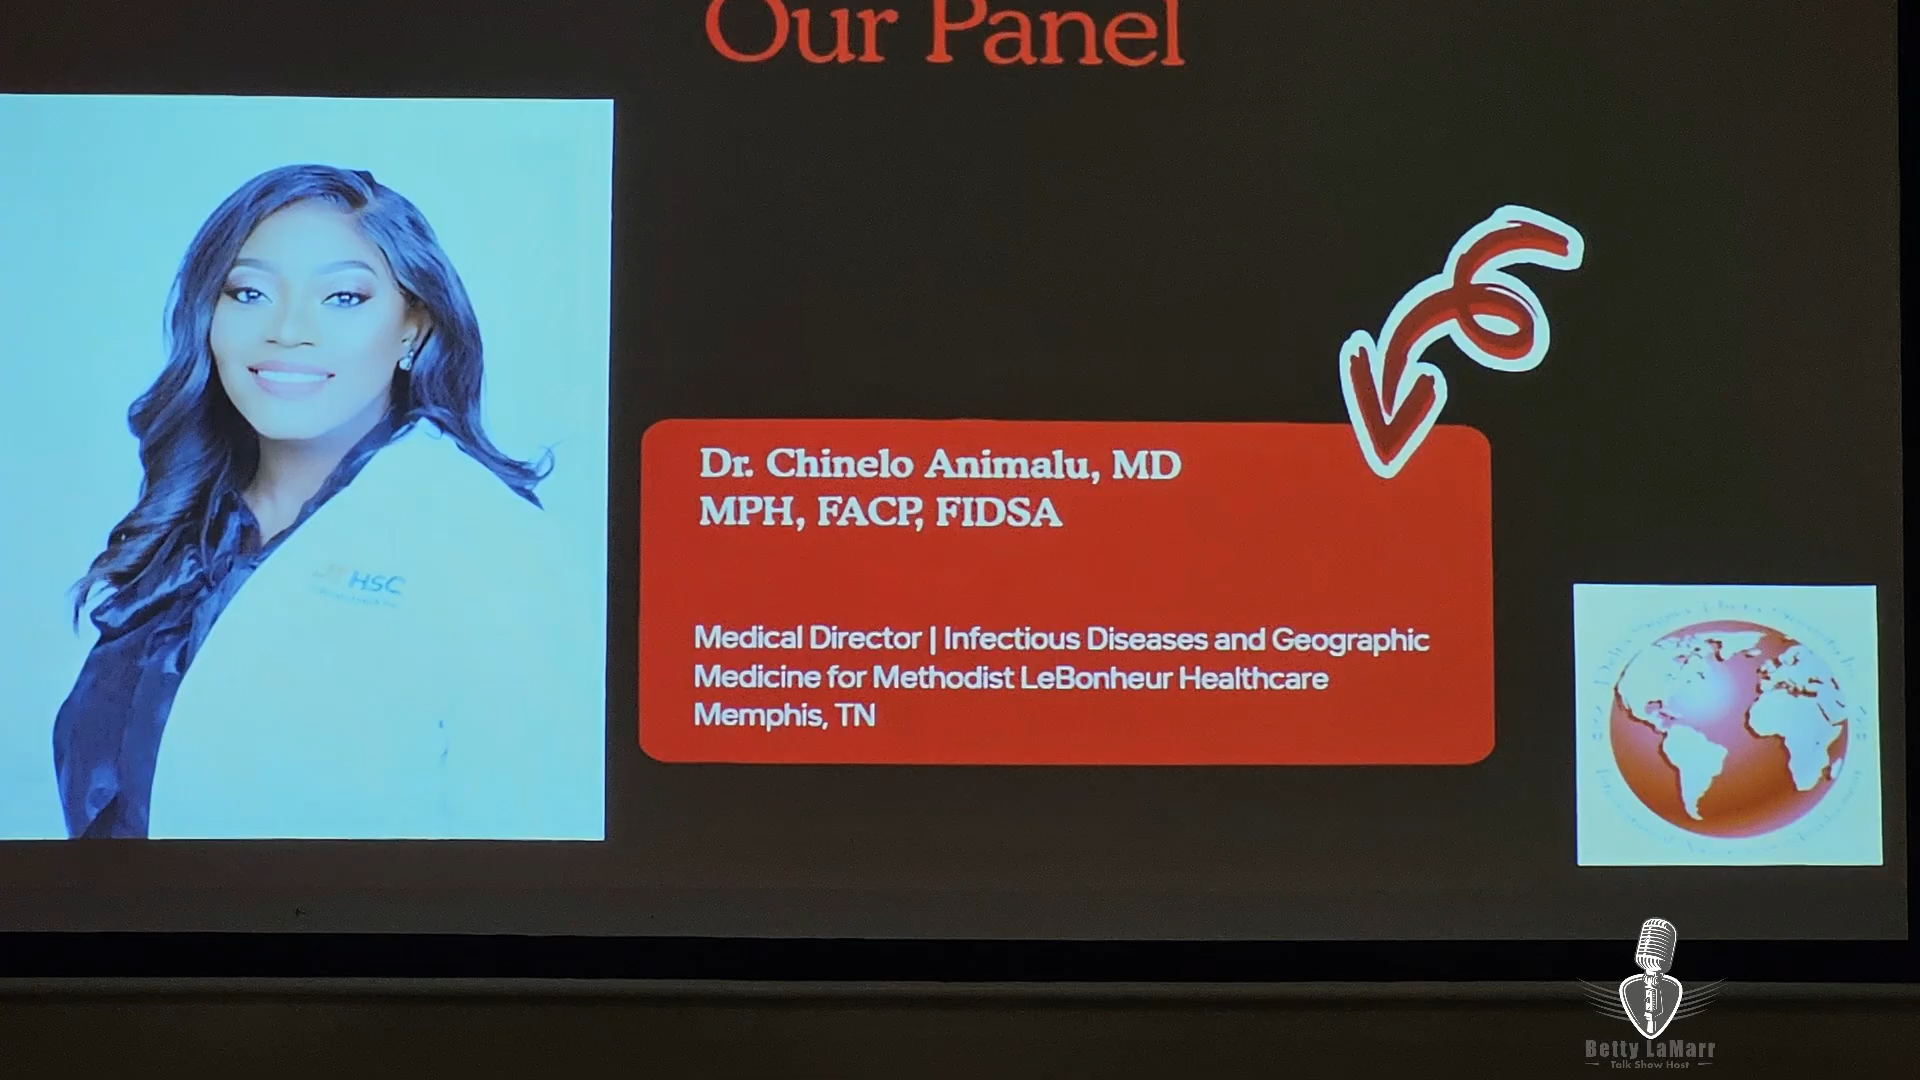 Our Panel
Dr. Chinelo Animalu, MD
MPH, FACP, FIDSA
Medical Director | Infectious Diseases and Geographic
Medicine for Methodist LeBonheur Healthcare
Memphis, TN
HSC
Betty LaMarr
Talk Show Host